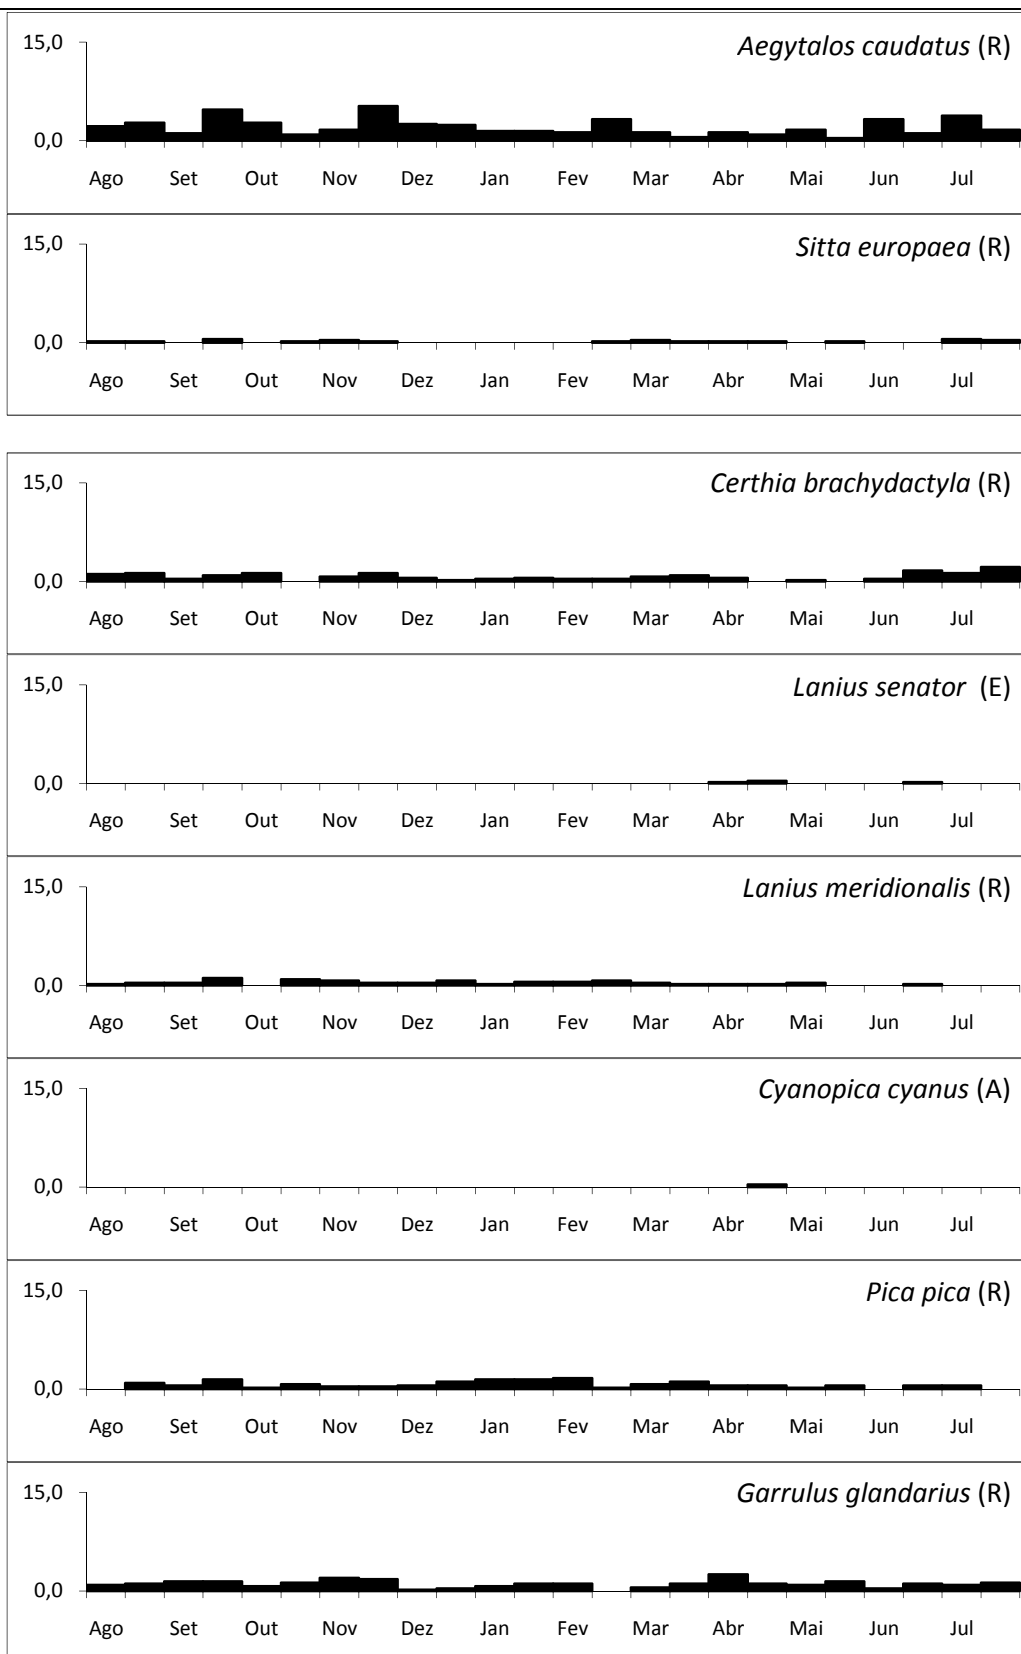 15,0
Aegytalos caudatus (R)
0,0
Ago Set Out Nov Dez Jan Fev Mar Abr Mai Jun Jul
15,0
Sitta europaea (R)
0,0
Ago Set Out Nov Dez Jan Fev Mar Abr Mai Jun Jul
15,0
Certhia brachydactyla (R)
0,0
Ago Set Out Nov Dez Jan Fev Mar Abr Mai Jun Jul
15,0
Lanius senator (E)
0,0
Ago Set Out Nov Dez Jan Fev Mar Abr Mai Jun Jul
15,0
Lanius meridionalis (R)
0,0
Ago Set Out Nov Dez Jan Fev Mar Abr Mai Jun Jul
15,0
Cyanopica cyanus (A)
0,0
Ago Set Out Nov Dez Jan Fev Mar Abr Mai Jun Jul
15,0
Pica pica (R)
0,0
Ago Set Out Nov Dez Jan Fev Mar Abr Mai Jun Jul
15,0
Garrulus glandarius (R)
0,0
Ago Set Out Nov Dez Jan Fev Mar Abr Mai Jun Jul